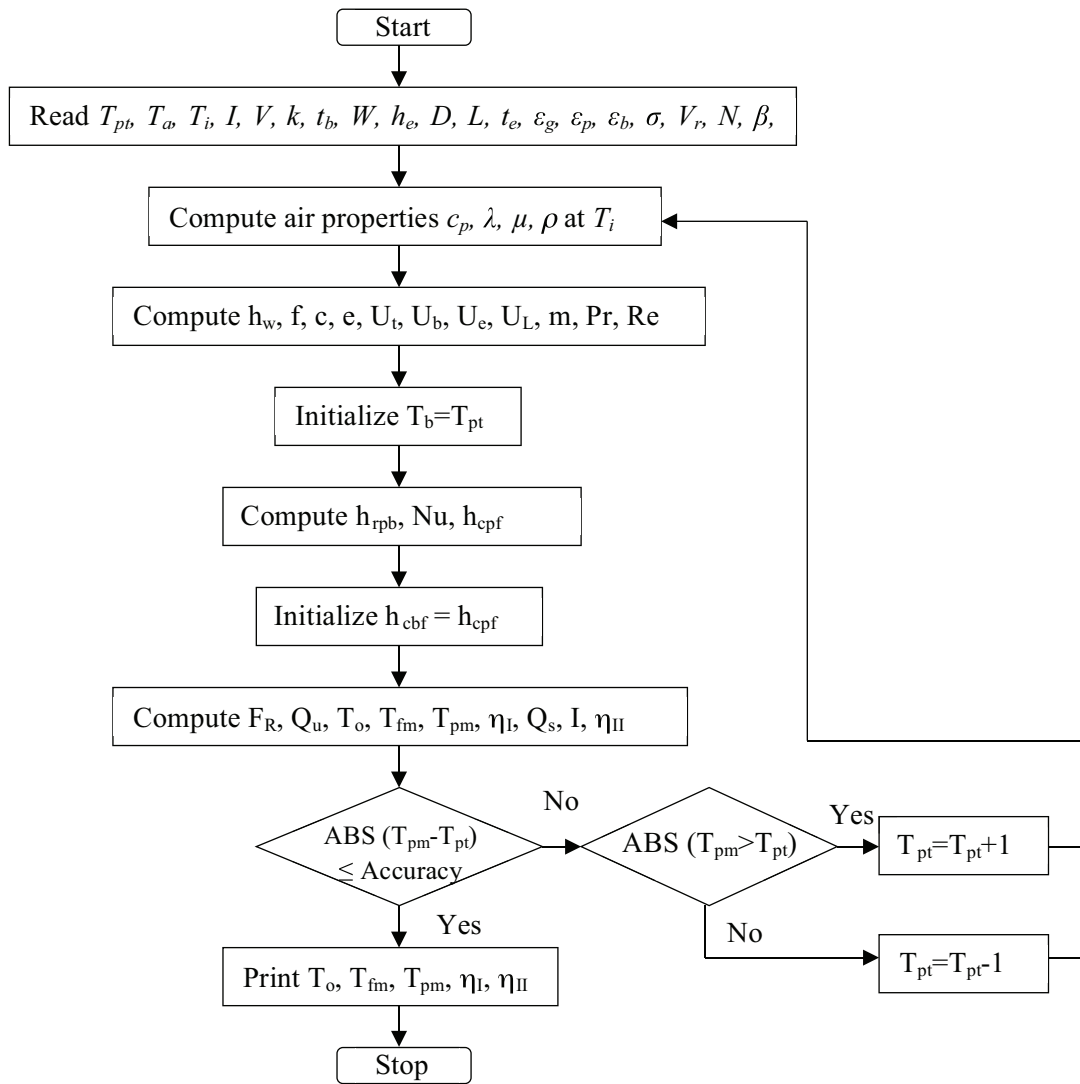 Start
Read T_pt, T_a, T_i, I, V, k, t_b, W, h_e, D, L, t_e, ε_g, ε_p, ε_b, σ, V_r, N, β,
Compute air properties c_p, λ, μ, ρ at T_i
Compute h_w, f, c, e, U_t, U_b, U_e, U_L, m, Pr, Re
Initialize T_b=T_pt
Compute h_rpb, Nu, h_cpf
Initialize h_cbf = h_cpf
Compute F_R, Q_u, T_o, T_fm, T_pm, η_I, Q_s, I, η_II
ABS (T_pm-T_pt)
≤ Accuracy
No
ABS (T_pm>T_pt)
Yes
T_pt=T_pt+1
Yes
No
T_pt=T_pt-1
Print T_o, T_fm, T_pm, η_I, η_II
Stop